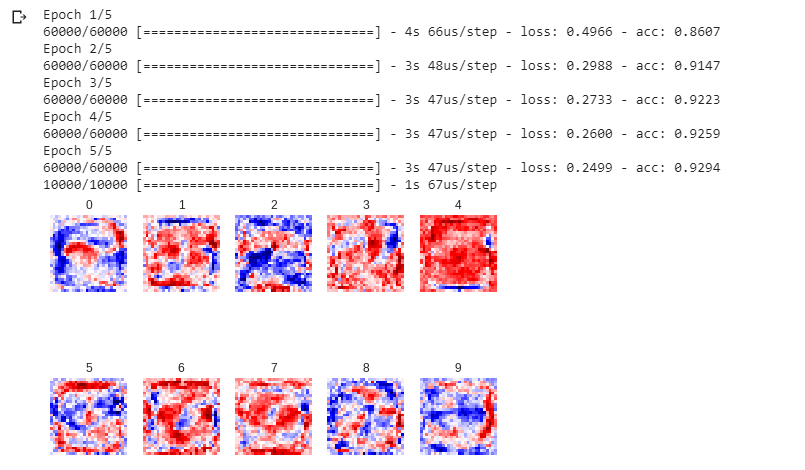 Epoch 1/5
60000/60000 [==============================] - 4s 66us/step - loss: 0.4966 - acc: 0.8607
Epoch 2/5
60000/60000 [==============================] - 3s 48us/step - loss: 0.2988 - acc: 0.9147
Epoch 3/5
60000/60000 [==============================] - 3s 47us/step - loss: 0.2733 - acc: 0.9223
Epoch 4/5
60000/60000 [==============================] - 3s 47us/step - loss: 0.2600 - acc: 0.9259
Epoch 5/5
60000/60000 [==============================] - 3s 47us/step - loss: 0.2499 - acc: 0.9294
10000/10000 [==============================] - 1s 67us/step
0 1 2 3 4
5 6 7 8 9